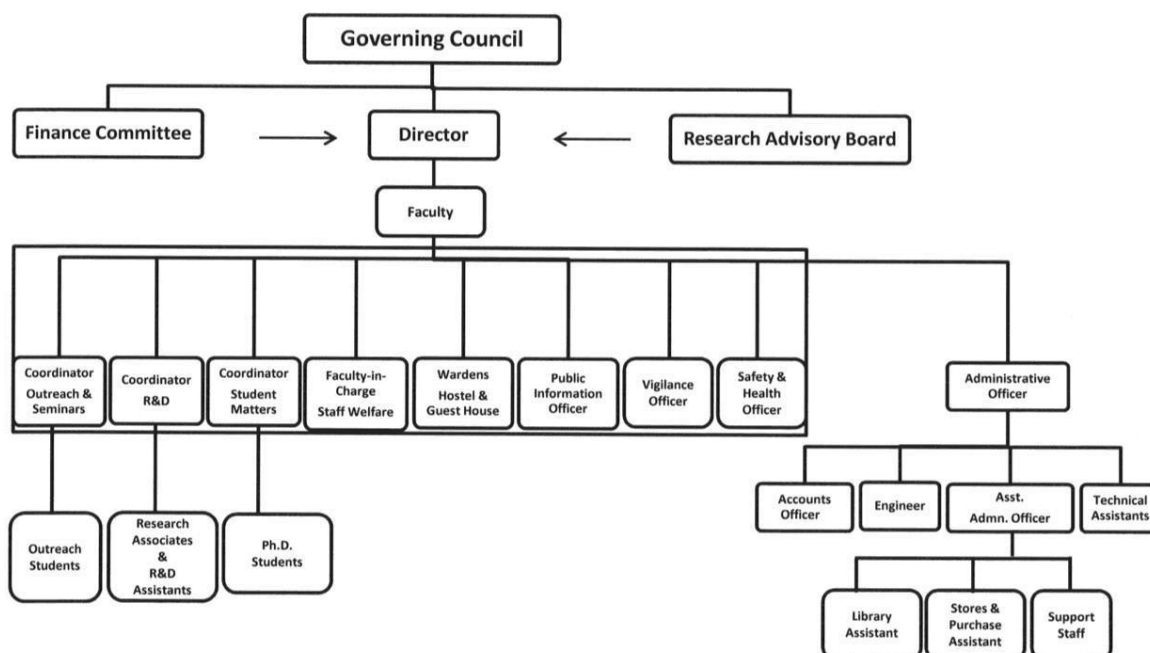 Governing Council
Finance Committee
Director
Research Advisory Board
Faculty
Coordinator
Outreach &
Seminars
Coordinator
R&D
Coordinator
Student
Matters
Faculty-in-
Charge
Staff Welfare
Wardens
Hostel &
Guest House
Public
Information
Officer
Vigilance
Officer
Safety &
Health
Officer
Administrative
Officer
Outreach
Students
Research
Associates
&
R&D
Assistants
Ph.D.
Students
Accounts
Officer
Engineer
Asst.
Admn. Officer
Technical
Assistants
Library
Assistant
Stores &
Purchase
Assistant
Support
Staff